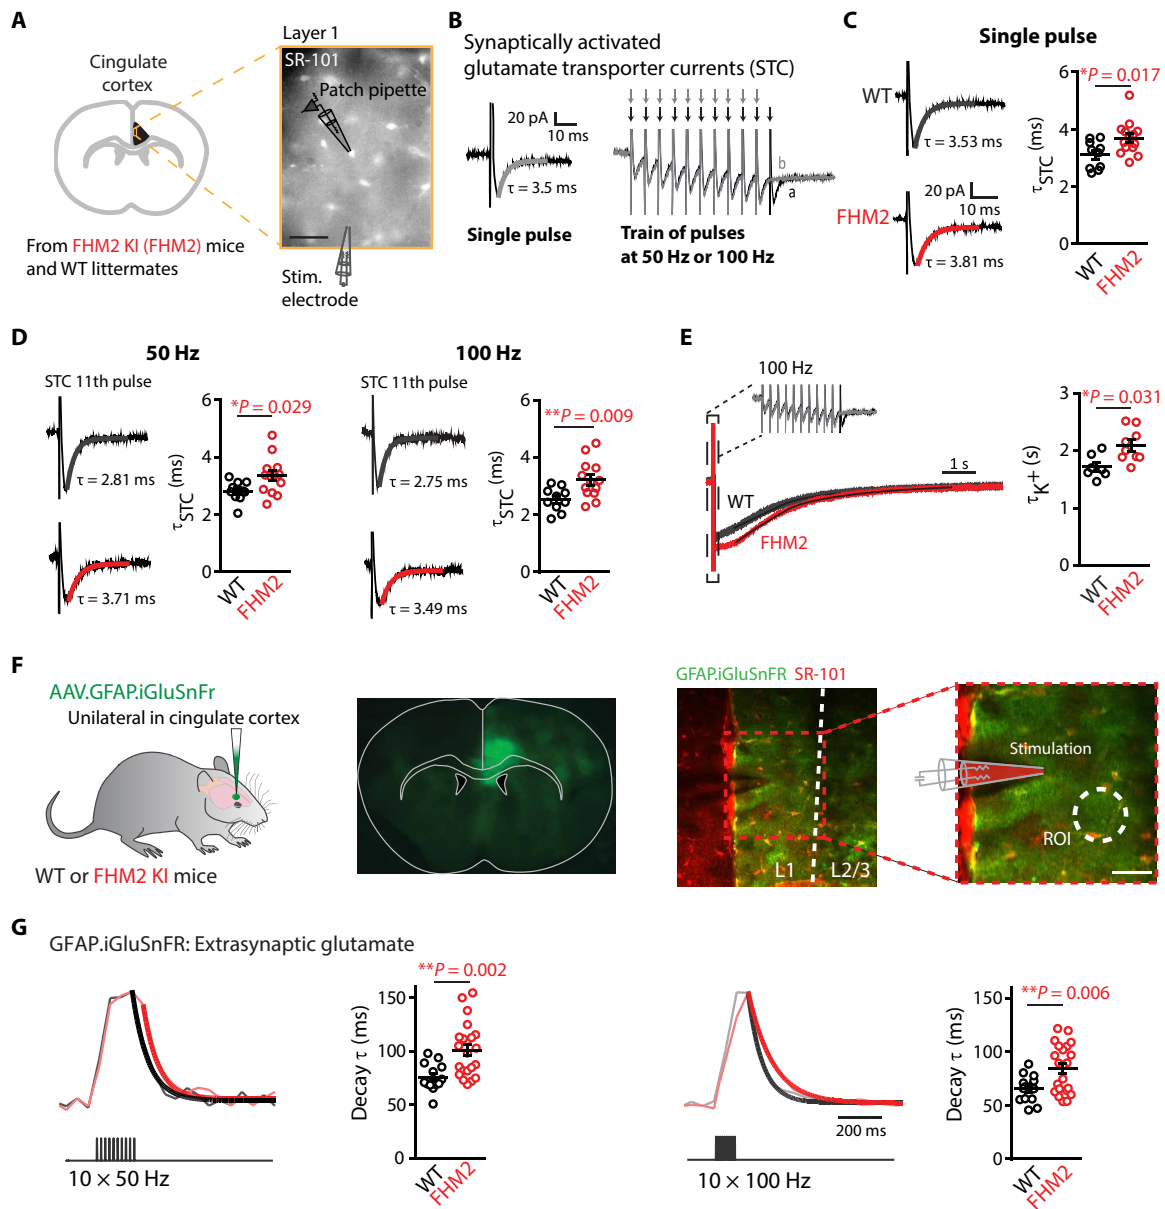 A
Cingulate
cortex
Layer 1
SR-101
Patch pipette
From FHM2 KI (FHM2) mice
and WT littermates
Stim.
electrode
B
Synaptically activated
glutamate transporter currents (STC)
20 pA
10 ms
τ = 3.5 ms
Single pulse
b
a
Train of pulses
at 50 Hz or 100 Hz
C
Single pulse
WT
τ = 3.53 ms
FHM2
20 pA
10 ms
τ = 3.81 ms
*P = 0.017
6
4
2
0
τSTC (ms)
WT
FHM2
D
50 Hz
STC 11th pulse
τ = 2.81 ms
τ = 3.71 ms
*P = 0.029
6
4
2
0
τSTC (ms)
WT
FHM2
100 Hz
STC 11th pulse
τ = 2.75 ms
τ = 3.49 ms
**P = 0.009
6
4
2
0
τSTC (ms)
WT
FHM2
E
100 Hz
1 s
WT
FHM2
*P = 0.031
3
2
1
0
τK+ (s)
WT
FHM2
F
AAV.GFAP.iGluSnFr
Unilateral in cingulate cortex
WT or FHM2 KI mice
GFAP.iGluSnFR SR-101
L1
L2/3
Stimulation
ROI
G
GFAP.iGluSnFR: Extrasynaptic glutamate
10 × 50 Hz
**P = 0.002
150
100
50
0
Decay τ (ms)
WT
FHM2
200 ms
10 × 100 Hz
**P = 0.006
150
100
50
0
Decay τ (ms)
WT
FHM2